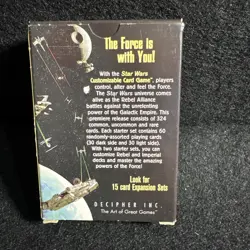 The Force is
with You!
With the Star Wars
Customizable Card Game™, players
control, alter and feel the Force.
The Star Wars universe comes
alive as the Rebel Alliance
battles against the unrelenting
power of the Galactic Empire. This
premiere release consists of 324
common, uncommon and rare
cards. Each starter set contains 60
randomly-assorted playing cards
(30 dark side and 30 light side).
With two starter sets, you can
customize Rebel and Imperial decks
and master the amazing
powers of the Force!
Look for
15 card Expansion Sets
DECIPHER INC.
The Art of Great Games™